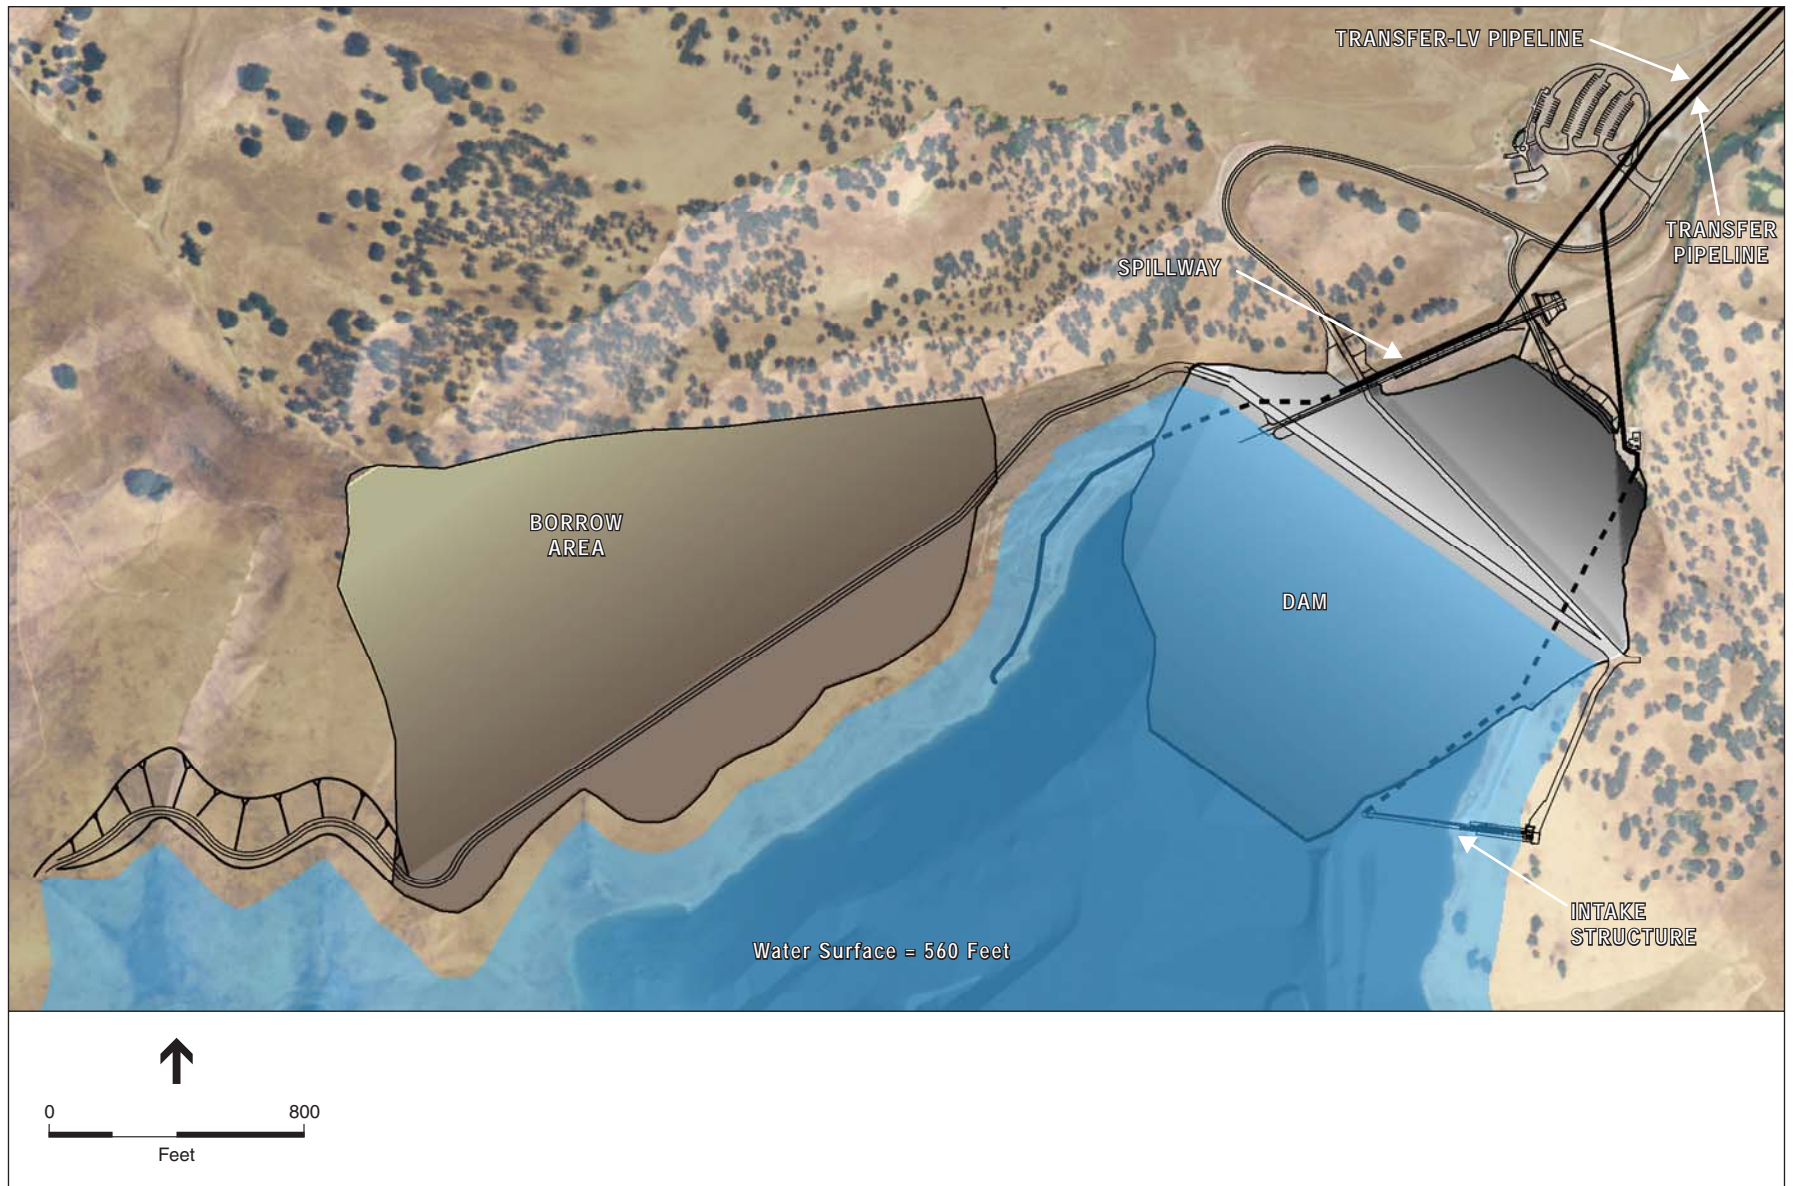 TRANSFER-LV PIPELINE
TRANSFER
PIPELINE
SPILLWAY
BORROW
AREA
DAM
INTAKE
STRUCTURE
Water Surface = 560 Feet
0 800
Feet